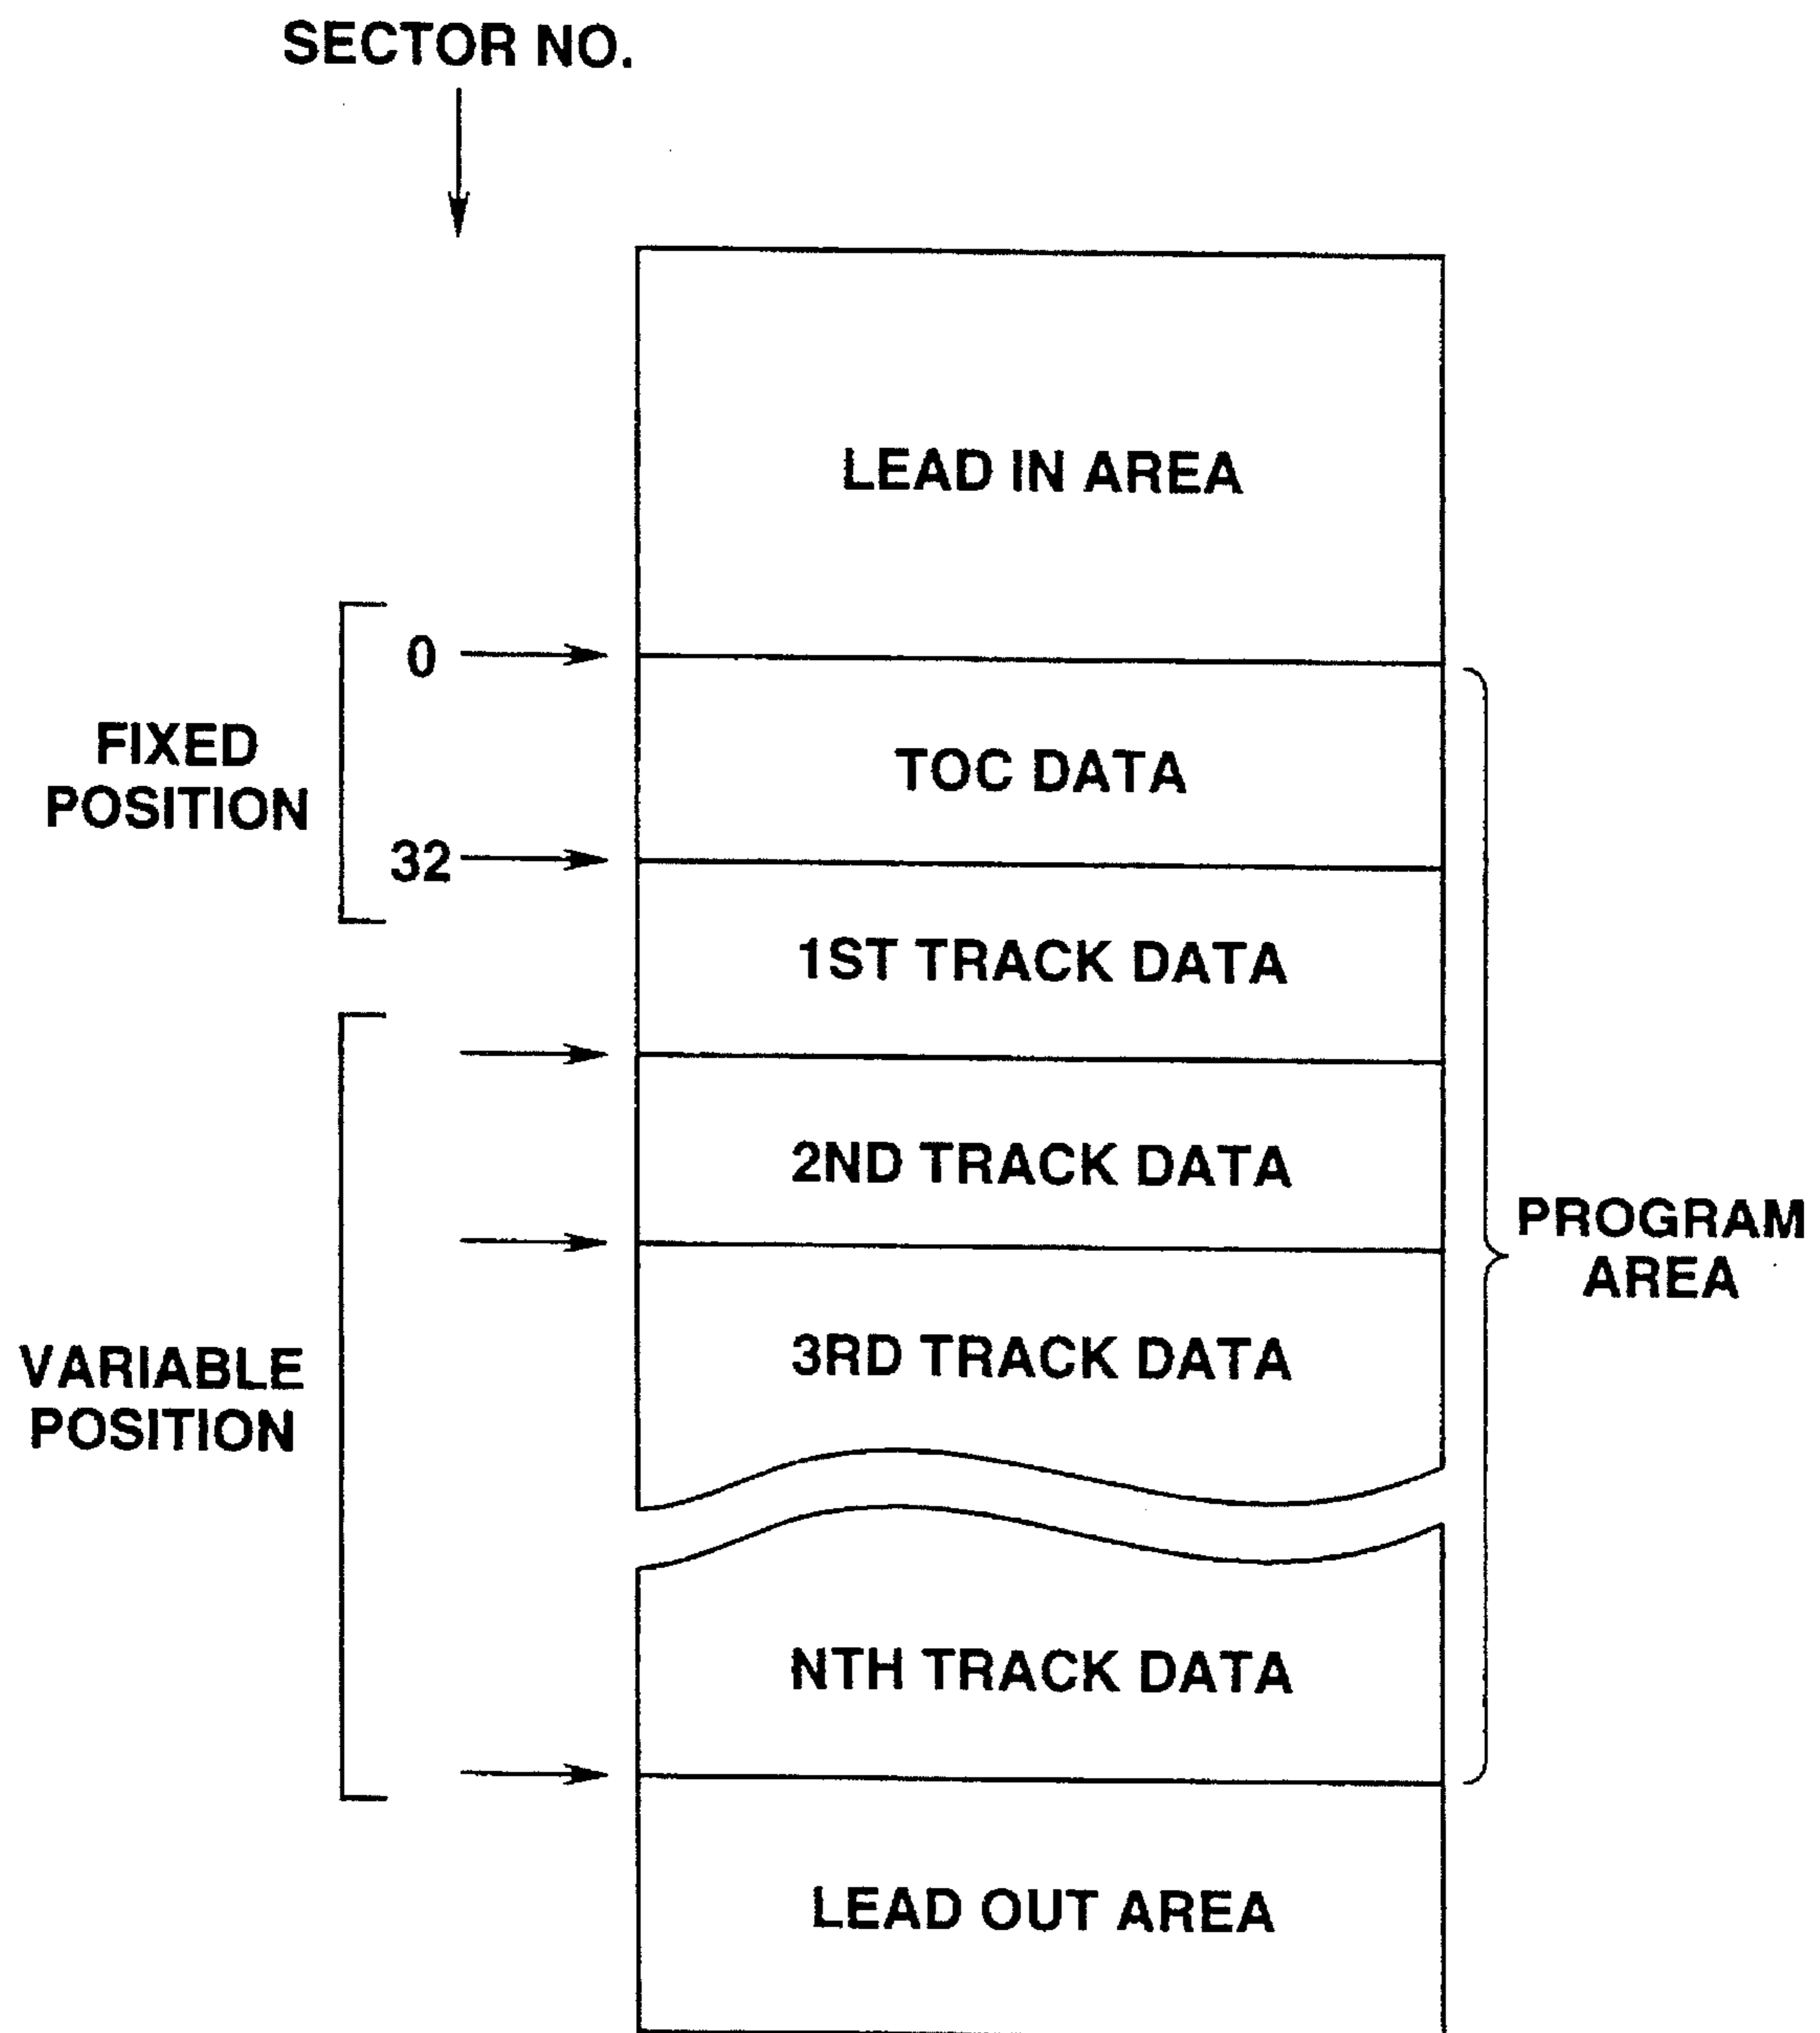 SECTOR NO.
LEAD IN AREA
0
FIXED
POSITION
TOC DATA
32
1ST TRACK DATA
2ND TRACK DATA
PROGRAM
AREA
3RD TRACK DATA
VARIABLE
POSITION
NTH TRACK DATA
LEAD OUT AREA